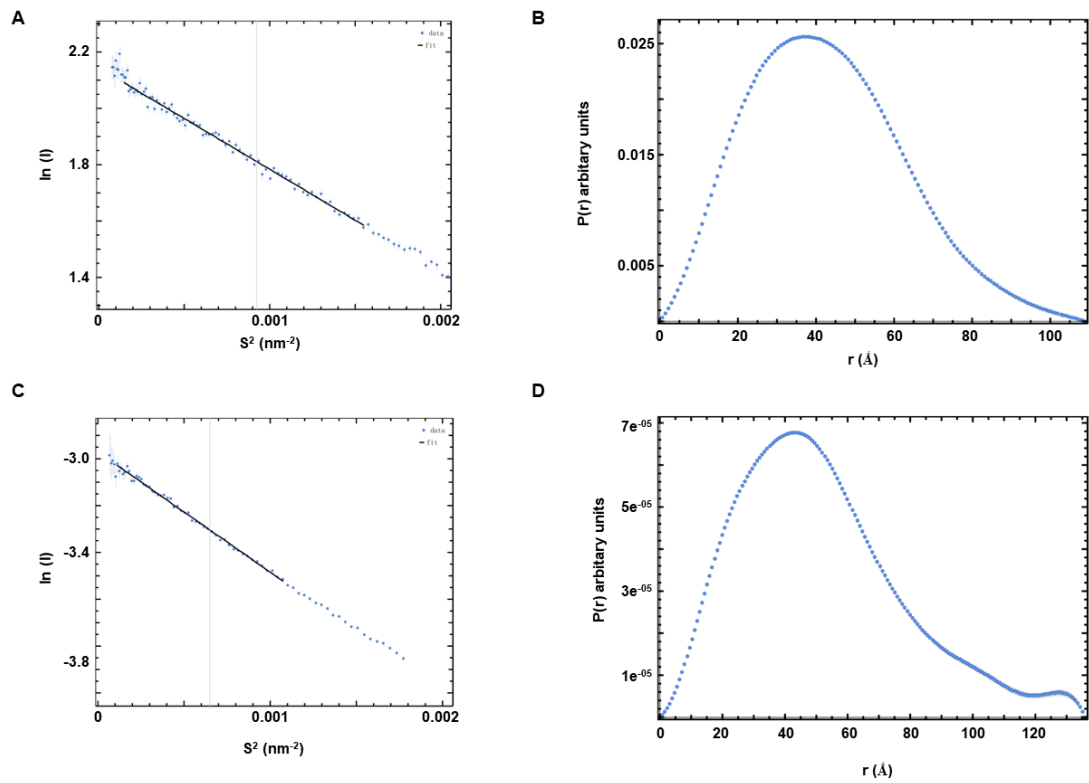 A
data
fit
2.2
1.8
1.4
ln (I)
0
0.001
0.002
S² (nm⁻²)
B
0.025
0.015
0.005
P(r) arbitary units
0
20
40
60
80
100
r (Å)
C
data
fit
-3.0
-3.4
-3.8
ln (I)
0
0.001
0.002
S² (nm⁻²)
D
7e⁻⁰⁵
5e⁻⁰⁵
3e⁻⁰⁵
1e⁻⁰⁵
P(r) arbitary units
0
20
40
60
80
100
120
r (Å)